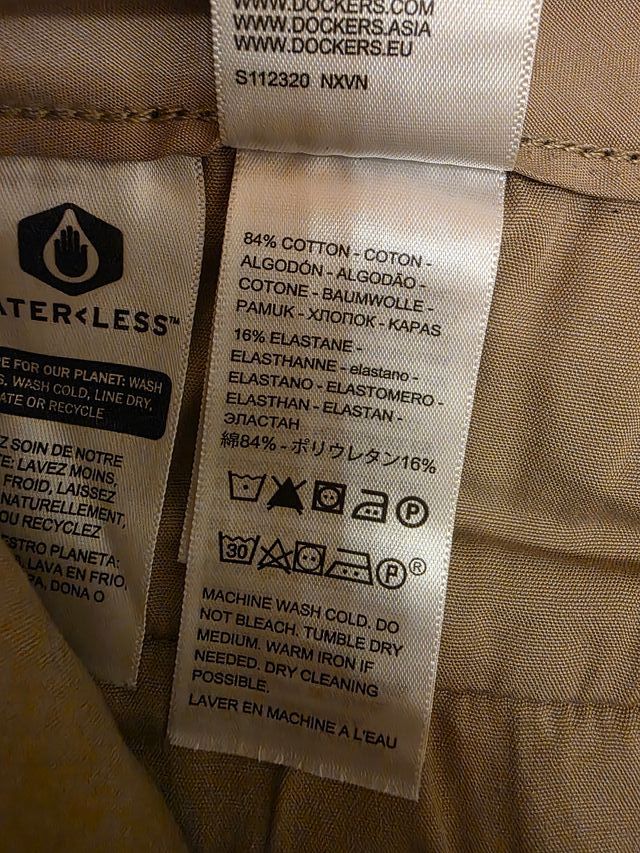 WWW.DOCKERS.COM
WWW.DOCKERS.ASIA
WWW.DOCKERS.EU
S112320 NXVN
84% COTTON - COTON -
ALGODÓN - ALGODÃO -
COTONE - BAUMWOLLE -
PAMUK - ХЛОПОК - KAPAS
16% ELASTANE -
ELASTHANNE - elastano -
ELASTANO - ELASTOMERO -
ELASTHAN - ELASTAN -
ЭЛАСТАН
綿84% - ポリウレタン16%
P
30 P ®
MACHINE WASH COLD. DO
NOT BLEACH. TUMBLE DRY
MEDIUM. WARM IRON IF
NEEDED. DRY CLEANING
POSSIBLE.
LAVER EN MACHINE A L'EAU
ATER<LESS™
E FOR OUR PLANET: WASH
S, WASH COLD, LINE DRY,
ATE OR RECYCLE
Z SOIN DE NOTRE
TE: LAVEZ MOINS,
FROID, LAISSEZ
NATURELLEMENT,
OU RECYCLEZ
ESTRO PLANETA:
LAVA EN FRIO,
PA, DONA O